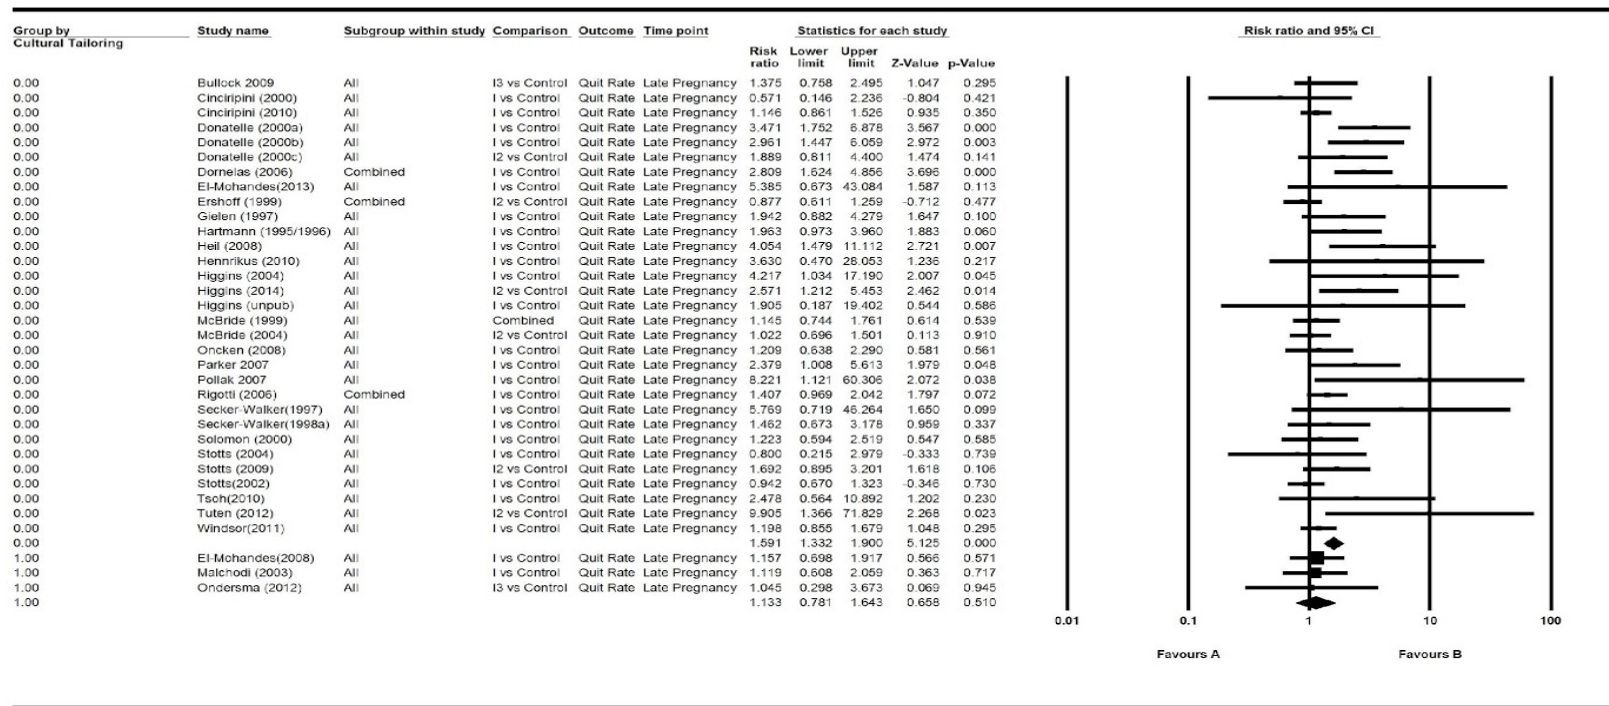 Group by Study name Subgroup within study Comparison Outcome Time point Statistics for each study Risk ratio and 95% CI
Cultural Tailoring
Risk Lower Upper
ratio limit limit Z-Value p-Value
0.00 Bullock 2009 All I3 vs Control Quit Rate Late Pregnancy 1.375 0.758 2.495 1.047 0.295
0.00 Cinciripini (2000) All I vs Control Quit Rate Late Pregnancy 0.571 0.146 2.236 -0.804 0.421
0.00 Cinciripini (2010) All I vs Control Quit Rate Late Pregnancy 1.146 0.861 1.526 0.935 0.350
0.00 Donatelle (2000a) All I vs Control Quit Rate Late Pregnancy 3.471 1.752 6.878 3.567 0.000
0.00 Donatelle (2000b) All I vs Control Quit Rate Late Pregnancy 2.961 1.447 6.059 2.972 0.003
0.00 Donatelle (2000c) All I2 vs Control Quit Rate Late Pregnancy 1.889 0.811 4.400 1.474 0.141
0.00 Dornelas (2006) Combined I vs Control Quit Rate Late Pregnancy 2.809 1.624 4.856 3.696 0.000
0.00 El-Mohandes(2013) All I vs Control Quit Rate Late Pregnancy 5.385 0.673 43.084 1.587 0.113
0.00 Ershoff (1999) Combined I2 vs Control Quit Rate Late Pregnancy 0.877 0.611 1.259 -0.712 0.477
0.00 Gielen (1997) All I vs Control Quit Rate Late Pregnancy 1.942 0.882 4.279 1.647 0.100
0.00 Hartmann (1995/1996) All I vs Control Quit Rate Late Pregnancy 1.963 0.973 3.960 1.883 0.060
0.00 Heil (2008) All I vs Control Quit Rate Late Pregnancy 4.054 1.479 11.112 2.721 0.007
0.00 Hennrikus (2010) All I vs Control Quit Rate Late Pregnancy 3.630 0.470 28.053 1.236 0.217
0.00 Higgins (2004) All I vs Control Quit Rate Late Pregnancy 4.217 1.034 17.190 2.007 0.045
0.00 Higgins (2014) All I2 vs Control Quit Rate Late Pregnancy 2.571 1.212 5.453 2.462 0.014
0.00 Higgins (unpub) All I vs Control Quit Rate Late Pregnancy 1.905 0.187 19.402 0.544 0.586
0.00 McBride (1999) All Combined Quit Rate Late Pregnancy 1.145 0.744 1.761 0.614 0.539
0.00 McBride (2004) All I2 vs Control Quit Rate Late Pregnancy 1.022 0.696 1.501 0.113 0.910
0.00 Oncken (2008) All I vs Control Quit Rate Late Pregnancy 1.209 0.638 2.290 0.581 0.561
0.00 Parker 2007 All I vs Control Quit Rate Late Pregnancy 2.379 1.008 5.613 1.979 0.048
0.00 Pollak 2007 All I vs Control Quit Rate Late Pregnancy 8.221 1.121 60.306 2.072 0.038
0.00 Rigotti (2006) Combined I vs Control Quit Rate Late Pregnancy 1.407 0.969 2.042 1.797 0.072
0.00 Secker-Walker(1997) All I vs Control Quit Rate Late Pregnancy 5.769 0.719 46.264 1.650 0.099
0.00 Secker-Walker(1998a) All I vs Control Quit Rate Late Pregnancy 1.462 0.673 3.178 0.959 0.337
0.00 Solomon (2000) All I vs Control Quit Rate Late Pregnancy 1.223 0.594 2.519 0.547 0.585
0.00 Stotts (2004) All I vs Control Quit Rate Late Pregnancy 0.800 0.215 2.979 -0.333 0.739
0.00 Stotts (2009) All I2 vs Control Quit Rate Late Pregnancy 1.692 0.895 3.201 1.618 0.106
0.00 Stotts(2002) All I vs Control Quit Rate Late Pregnancy 0.942 0.670 1.323 -0.346 0.730
0.00 Tsch(2010) All I vs Control Quit Rate Late Pregnancy 2.478 0.564 10.892 1.202 0.230
0.00 Tuten (2012) All I2 vs Control Quit Rate Late Pregnancy 9.905 1.366 71.829 2.268 0.023
0.00 Windsor(2011) All I vs Control Quit Rate Late Pregnancy 1.198 0.855 1.679 1.048 0.295
0.00 1.591 1.332 1.900 5.125 0.000
1.00 El-Mohandes(2008) All I vs Control Quit Rate Late Pregnancy 1.157 0.698 1.917 0.566 0.571
1.00 Malchodi (2003) All I vs Control Quit Rate Late Pregnancy 1.119 0.608 2.059 0.363 0.717
1.00 Ondersma (2012) All I3 vs Control Quit Rate Late Pregnancy 1.045 0.298 3.673 0.069 0.945
1.00 1.133 0.781 1.643 0.658 0.510
0.01 0.1 1 10 100
Favours A Favours B